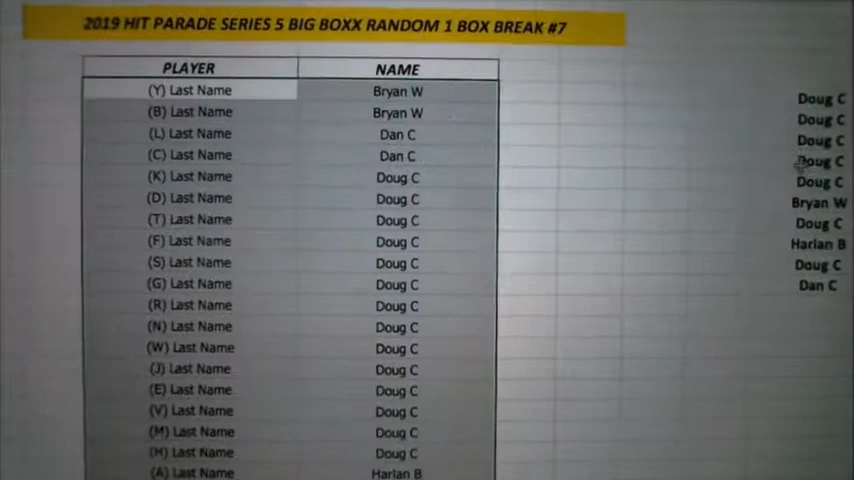 2019 HIT PARADE SERIES 5 BIG BOXX RANDOM 1 BOX BREAK #7
PLAYER NAME
(Y) Last Name Bryan W
(B) Last Name Bryan W
(L) Last Name Dan C
(C) Last Name Dan C
(K) Last Name Doug C
(D) Last Name Doug C
(T) Last Name Doug C
(F) Last Name Doug C
(S) Last Name Doug C
(G) Last Name Doug C
(R) Last Name Doug C
(N) Last Name Doug C
(W) Last Name Doug C
(J) Last Name Doug C
(E) Last Name Doug C
(V) Last Name Doug C
(M) Last Name Doug C
(H) Last Name Doug C
(A) Last Name Harlan B
Doug C
Doug C
Doug C
Doug C
Doug C
Bryan W
Doug C
Harlan B
Doug C
Dan C